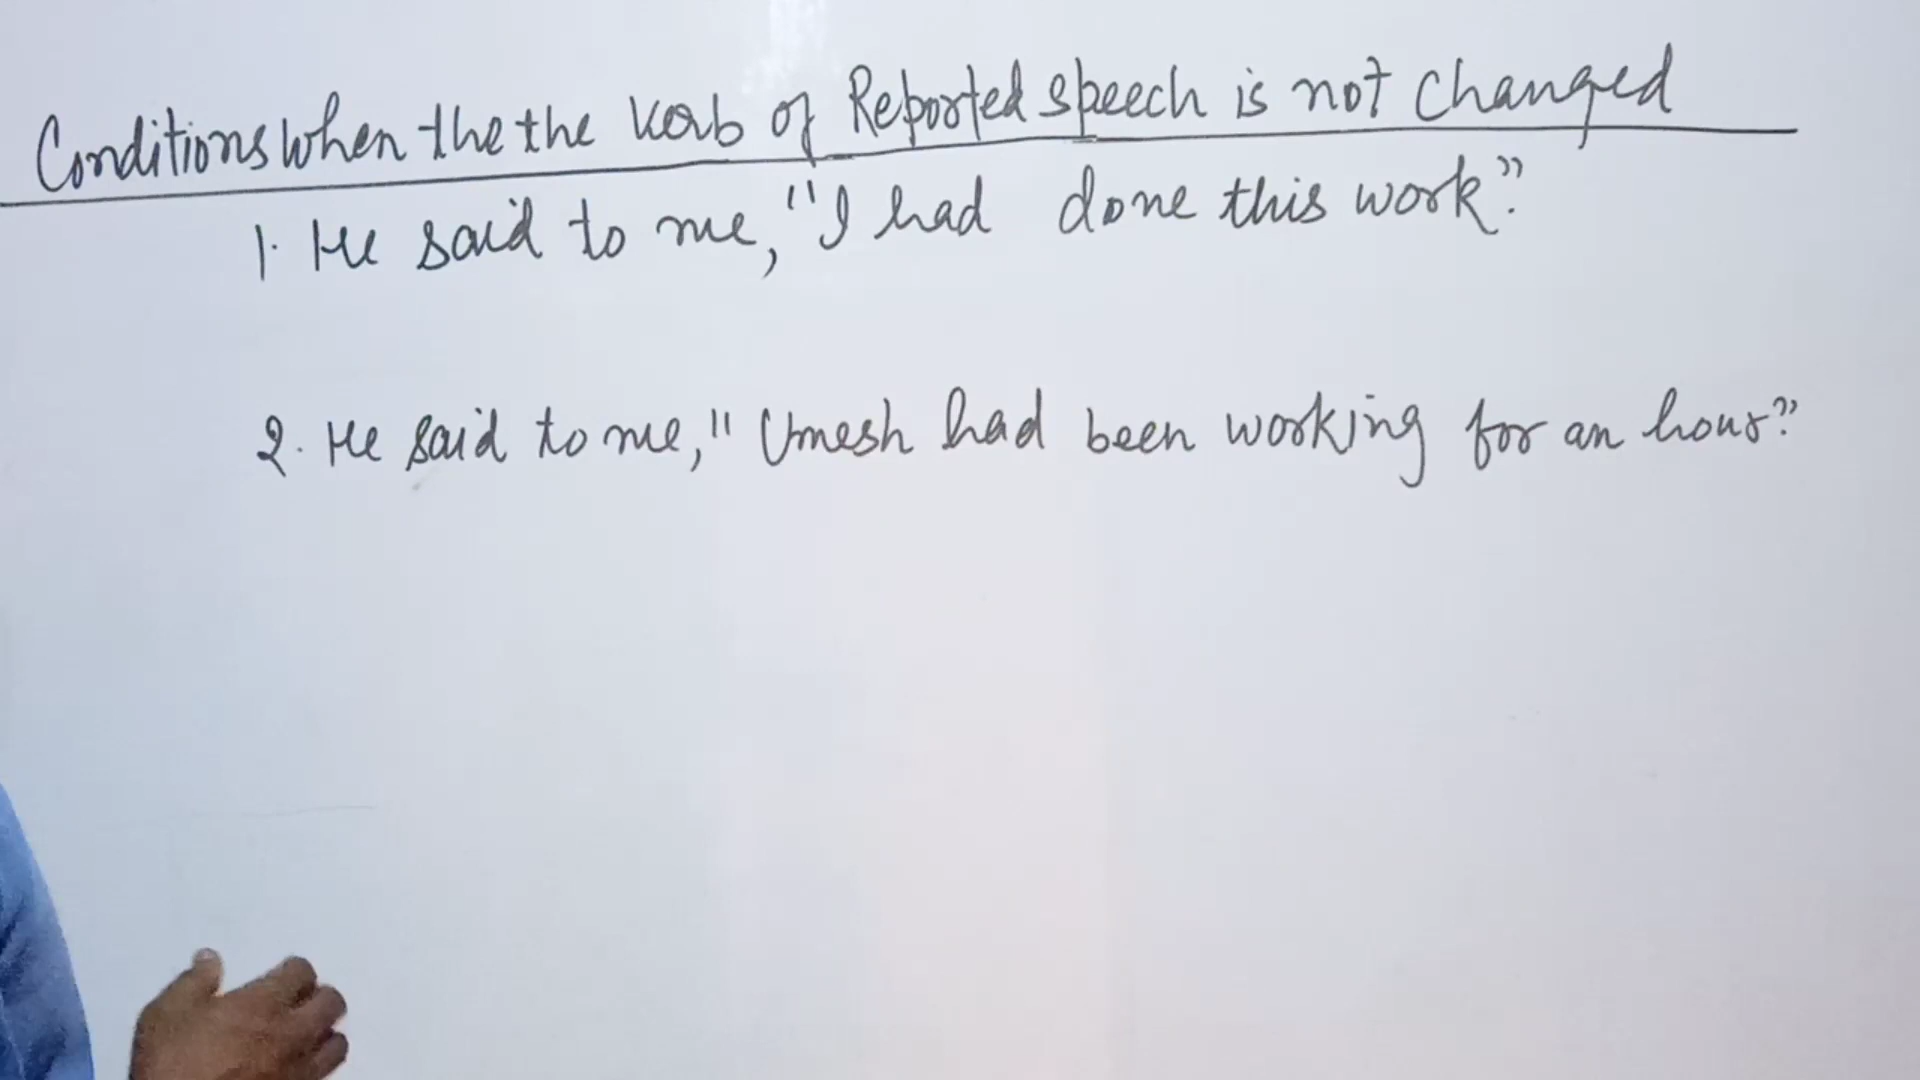 Conditions when the the verb of Reported speech is not changed
1. He said to me, "I had done this work".
2. He said to me, "Umesh had been working for an hour".